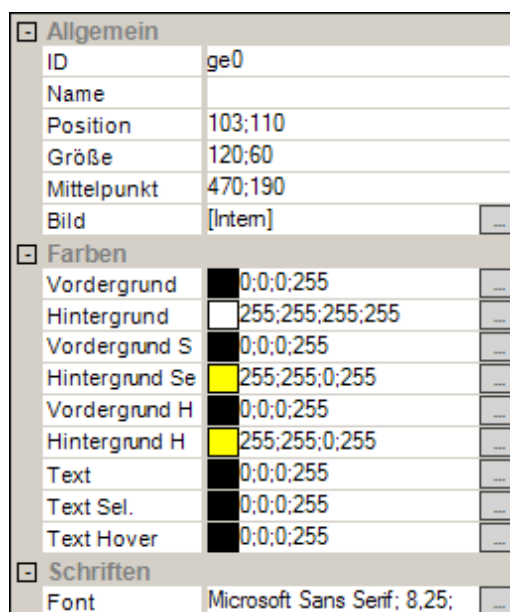 Allgemein
ID ge0
Name
Position 103;110
Größe 120;60
Mittelpunkt 470;190
Bild [Intern] ...
Farben
Vordergrund 0;0;0;255 ...
Hintergrund 255;255;255;255 ...
Vordergrund S 0;0;0;255 ...
Hintergrund Se 255;255;0;255 ...
Vordergrund H 0;0;0;255 ...
Hintergrund H 255;255;0;255 ...
Text 0;0;0;255 ...
Text Sel. 0;0;0;255 ...
Text Hover 0;0;0;255 ...
Schriften
Font Microsoft Sans Serif; 8,25; ...